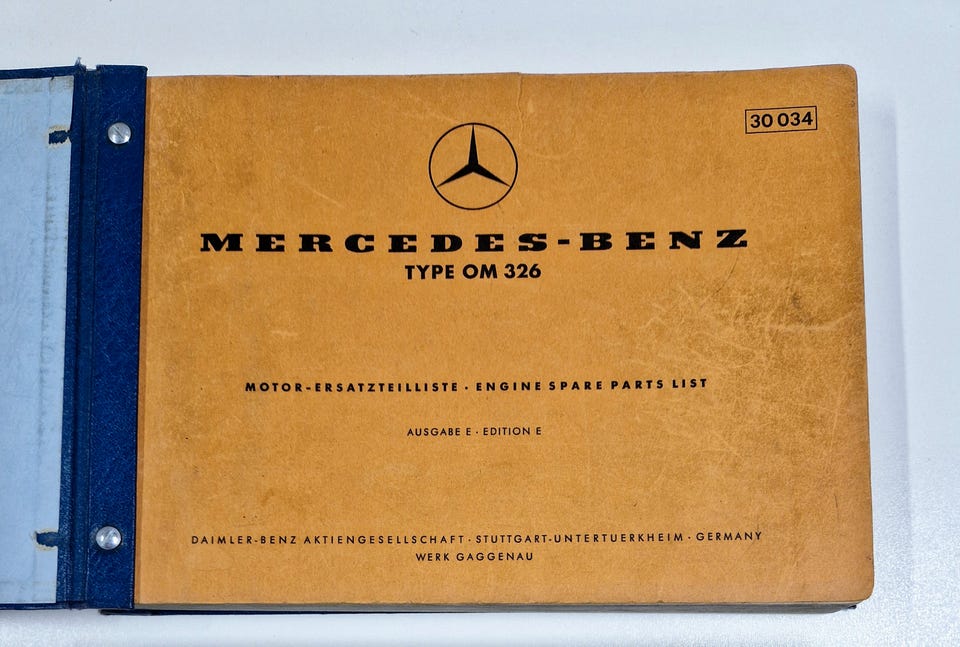 30 034
MERCEDES-BENZ
TYPE OM 326
MOTOR-ERSATZTEILLISTE · ENGINE SPARE PARTS LIST
AUSGABE E · EDITION E
DAIMLER-BENZ AKTIENGESELLSCHAFT · STUTTGART-UNTERTUERKHEIM · GERMANY
WERK GAGGENAU